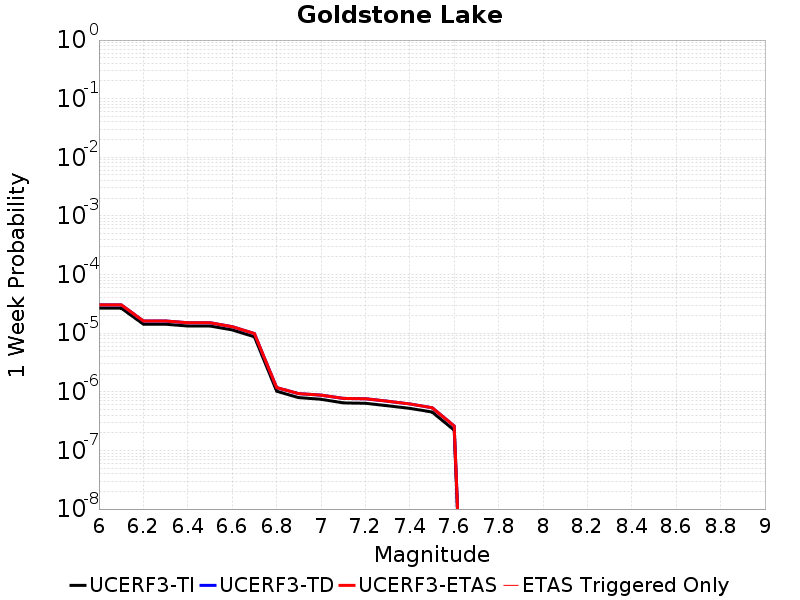 Goldstone Lake
1 Week Probability
10^0
10^-1
10^-2
10^-3
10^-4
10^-5
10^-6
10^-7
10^-8
6 6.2 6.4 6.6 6.8 7 7.2 7.4 7.6 7.8 8 8.2 8.4 8.6 8.8 9
Magnitude
UCERF3-TI UCERF3-TD UCERF3-ETAS ETAS Triggered Only